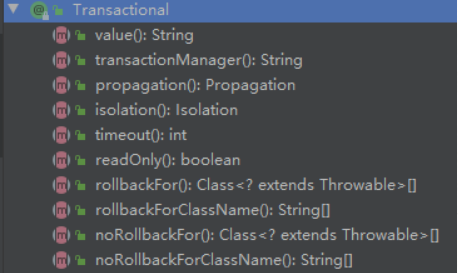 Transactional
value(): String
transactionManager(): String
propagation(): Propagation
isolation(): Isolation
timeout(): int
readOnly(): boolean
rollbackFor(): Class<? extends Throwable>[]
rollbackForClassName(): String[]
noRollbackFor(): Class<? extends Throwable>[]
noRollbackForClassName(): String[]